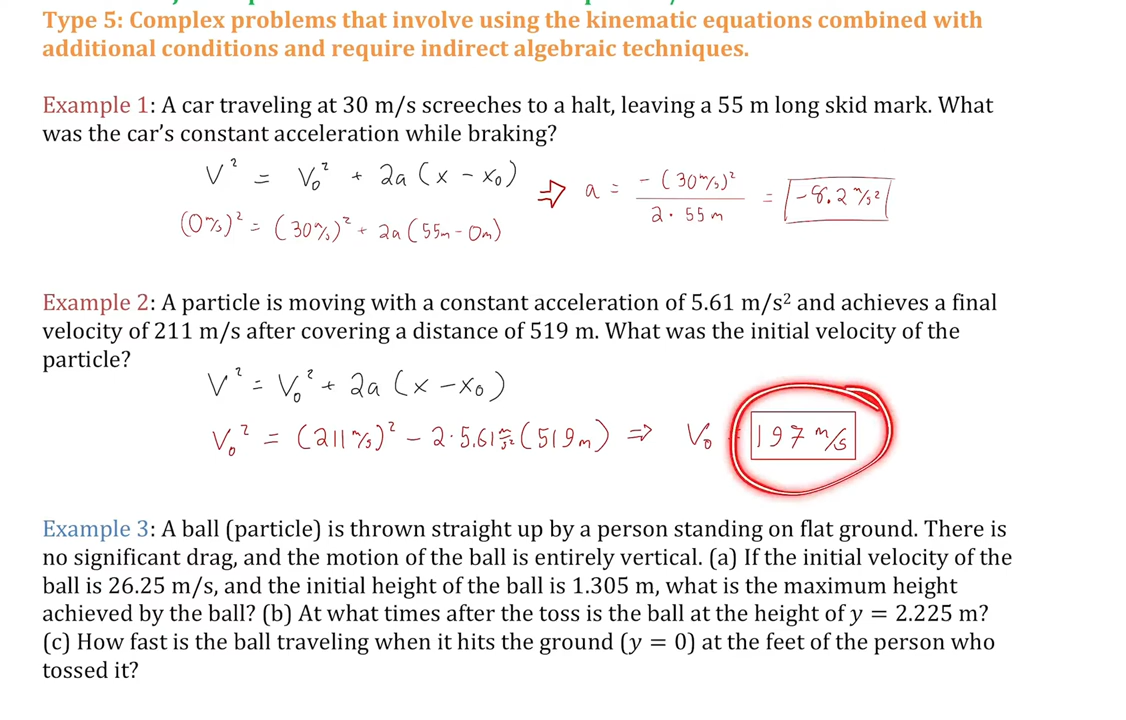 Type 5: Complex problems that involve using the kinematic equations combined with
additional conditions and require indirect algebraic techniques.
Example 1: A car traveling at 30 m/s screeches to a halt, leaving a 55 m long skid mark. What
was the car's constant acceleration while braking?
V² = V₀² + 2a (x - x₀) ⇒ a = -(30 m/s)² / 2 · 55 m = -8.2 m/s²
(0 m/s)² = (30 m/s)² + 2a (55m - 0m)
Example 2: A particle is moving with a constant acceleration of 5.61 m/s² and achieves a final
velocity of 211 m/s after covering a distance of 519 m. What was the initial velocity of the
particle?
V² = V₀² + 2a (x - x₀)
V₀² = (211 m/s)² - 2·5.61 m/s² (519 m) ⇒ V₀ = 197 m/s
Example 3: A ball (particle) is thrown straight up by a person standing on flat ground. There is
no significant drag, and the motion of the ball is entirely vertical. (a) If the initial velocity of the
ball is 26.25 m/s, and the initial height of the ball is 1.305 m, what is the maximum height
achieved by the ball? (b) At what times after the toss is the ball at the height of y = 2.225 m?
(c) How fast is the ball traveling when it hits the ground (y = 0) at the feet of the person who
tossed it?